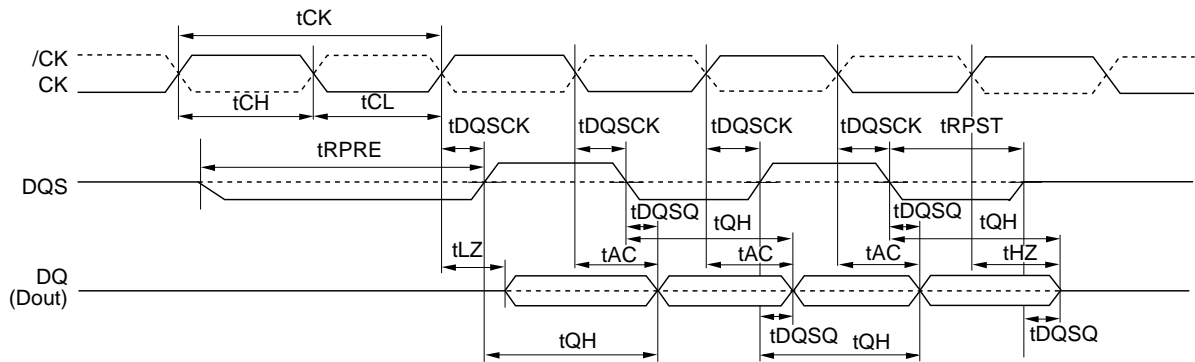 tCK
/CK
CK
tCH tCL
tDQSCK tDQSCK tDQSCK tDQSCK tRPST
tRPRE
DQS
tDQSQ tQH tDQSQ tQH
tLZ tAC tAC tAC tHZ
DQ
(Dout)
tQH tDQSQ tQH tDQSQ